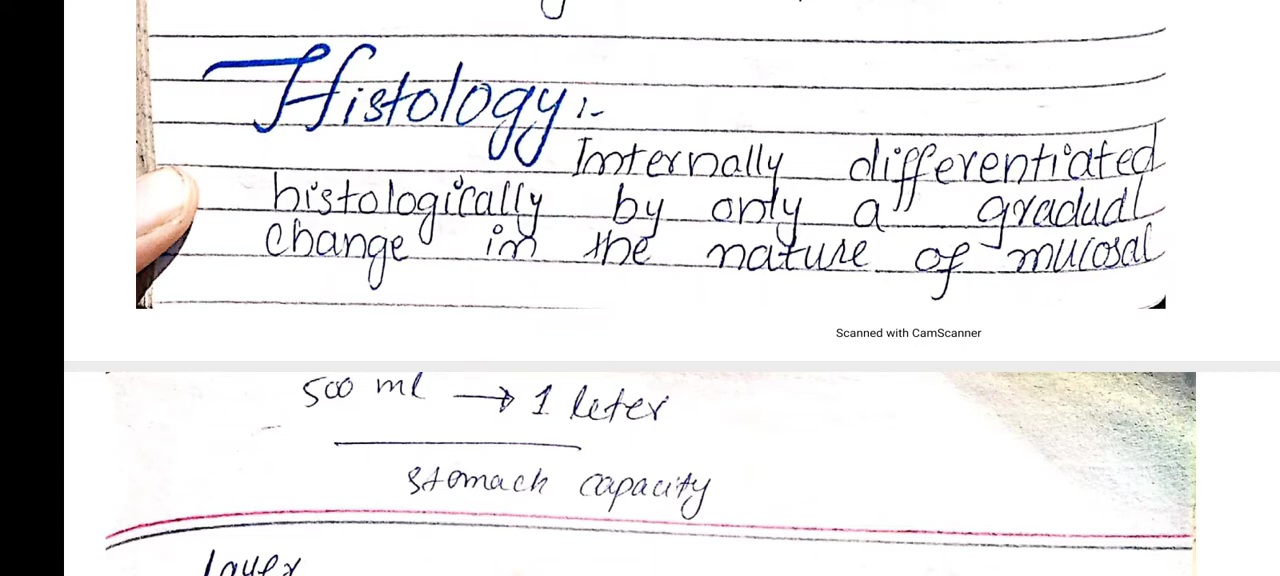 Histology:-
Internally differentiated
histologically by only a gradual
change in the nature of mucosal
Scanned with CamScanner
500 ml → 1 leter
stomach capacity
Layer